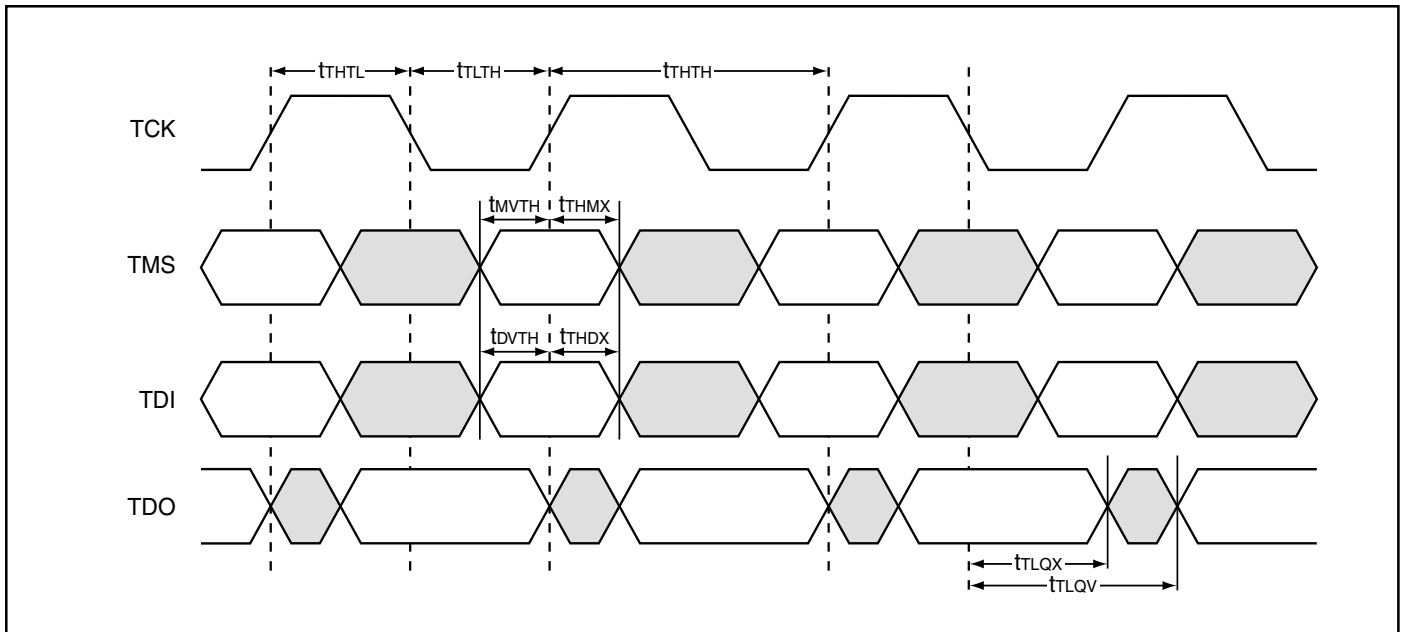 tTHTL tTLTH tTHTH
TCK
tMVTH tTHMX
TMS
tDVTH tTHDX
TDI
TDO
tTLQX
tTLQV